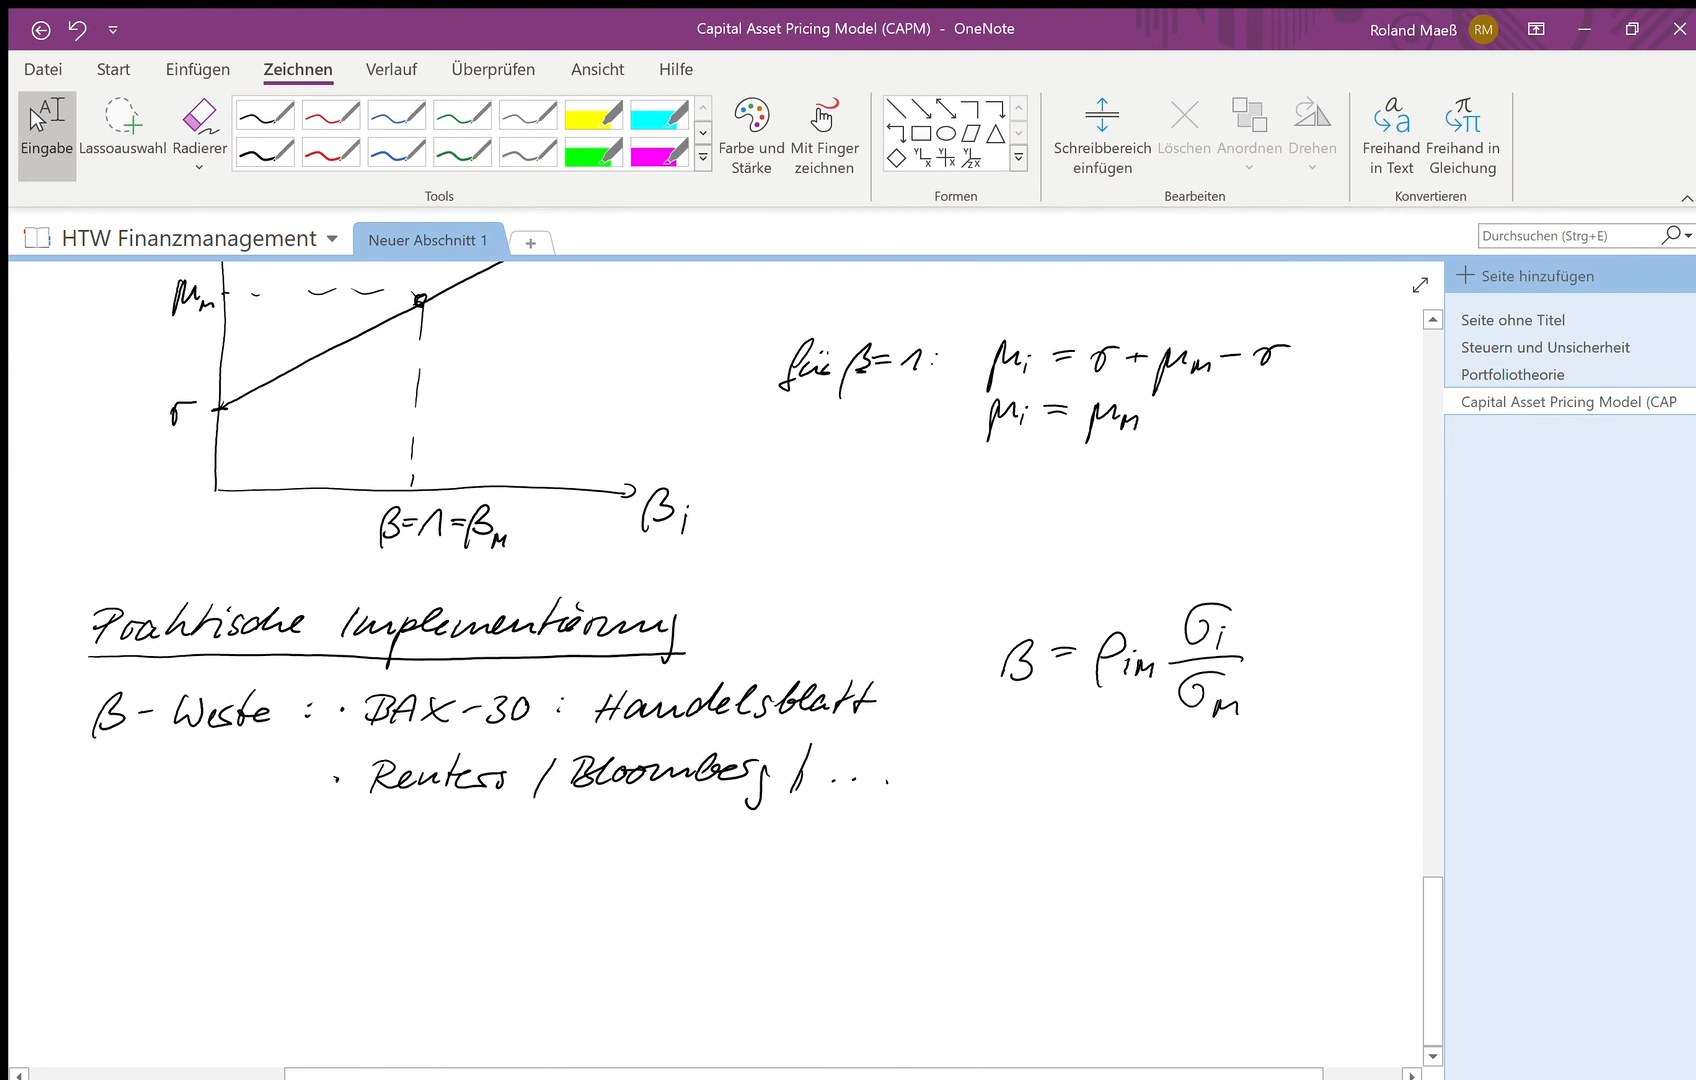 Capital Asset Pricing Model (CAPM) - OneNote
Roland Maeß RM
Datei Start Einfügen Zeichnen Verlauf Überprüfen Ansicht Hilfe
Eingabe Lassoauswahl Radierer Farbe und Stärke Mit Finger zeichnen Schreibbereich einfügen Löschen Anordnen Drehen Freihand in Text Freihand in Gleichung
Tools Formen Bearbeiten Konvertieren
HTW Finanzmanagement Neuer Abschnitt 1 +
Durchsuchen (Strg+E)
Seite hinzufügen
Seite ohne Titel
Steuern und Unsicherheit
Portfoliotheorie
Capital Asset Pricing Model (CAP
μM
r
β=1=βM
βi
für β=1: μi = r + μM - r
μi = μM
Praktische Implementierung
β = ρiM σi / σM
β-Werte : · DAX-30 : Handelsblatt
· Reuters / Bloomberg / ...